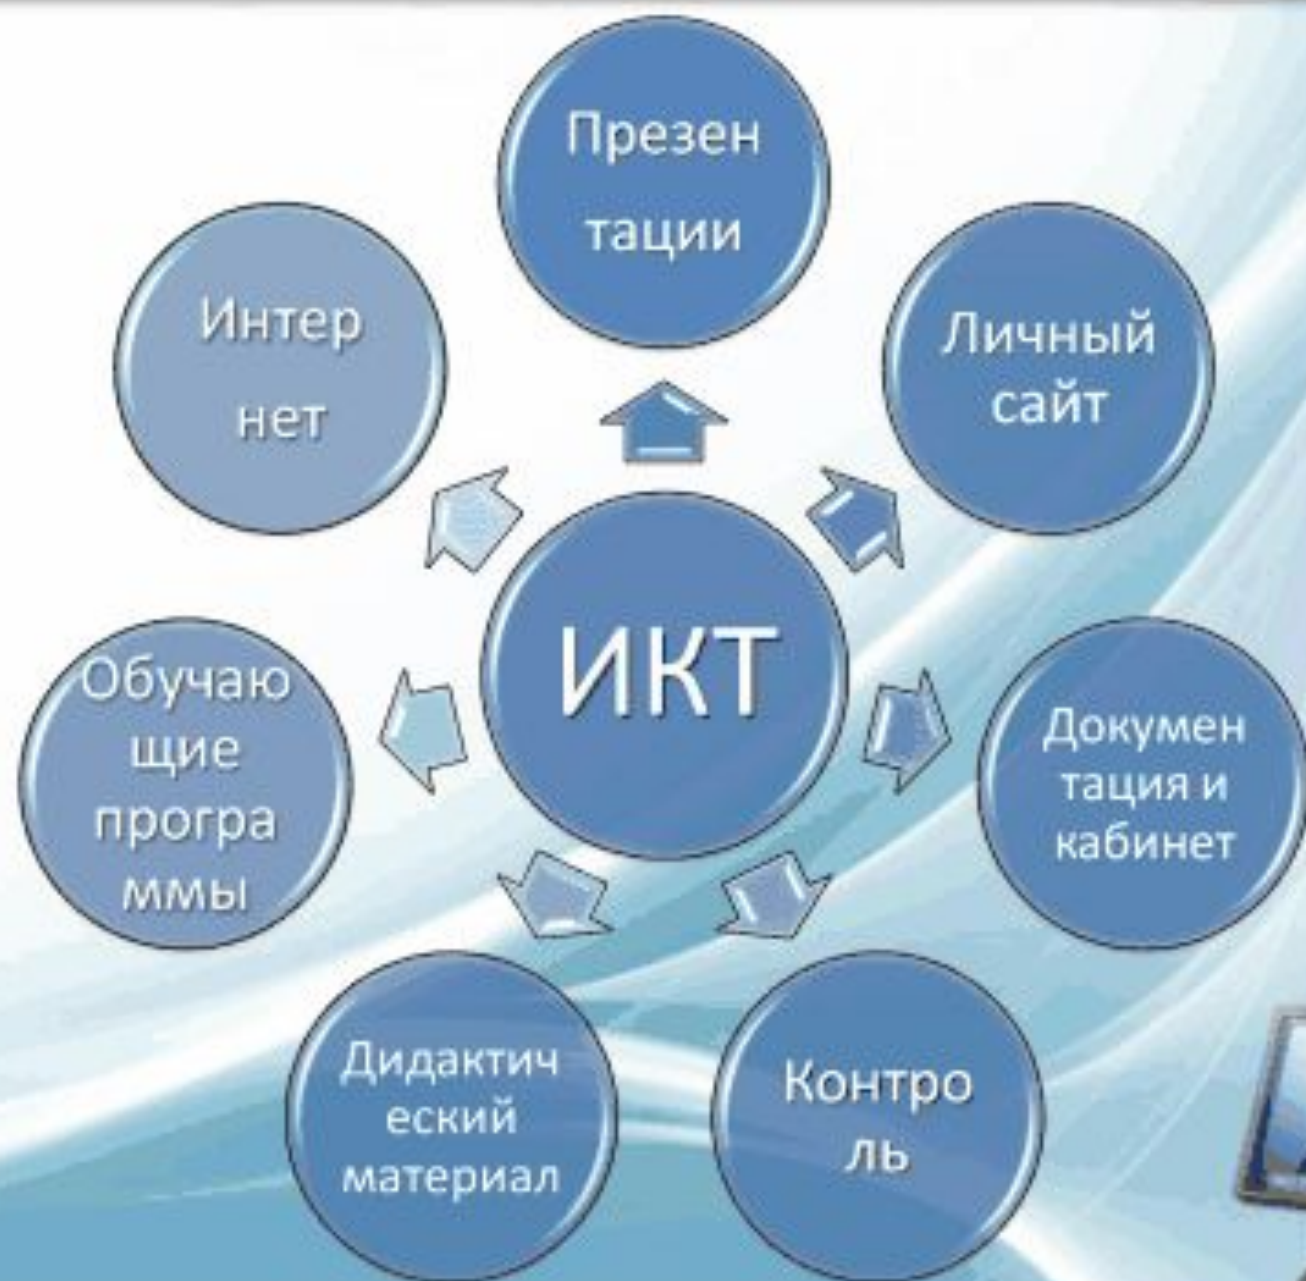 Презен
тации
Личный
сайт
Докумен
тация и
кабинет
Контро
ль
Дидактич
еский
материал
Обучаю
щие
програ
ммы
Интер
нет
ИКТ